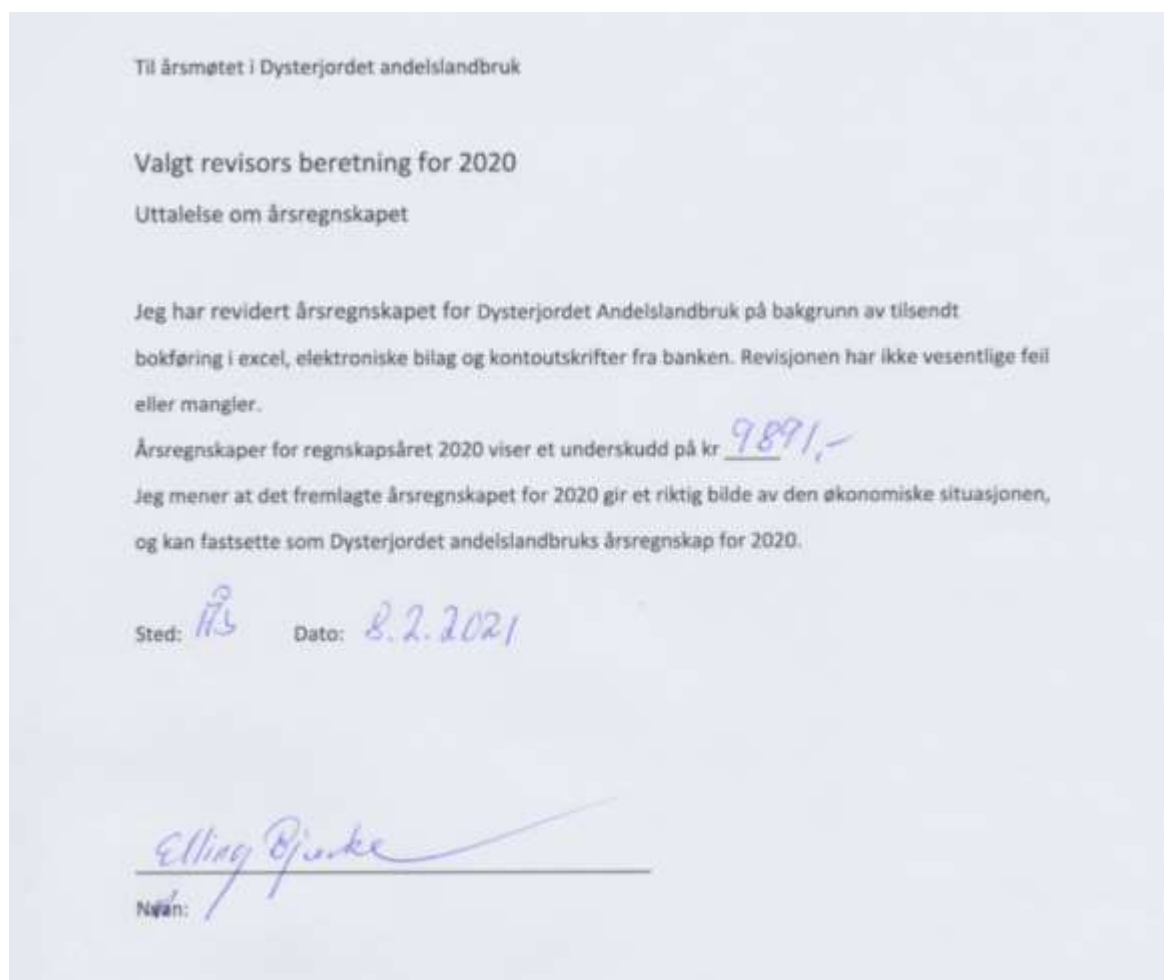 Til årsmøtet i Dysterjordet andelslandbruk
Valgt revisors beretning for 2020
Uttalelse om årsregnskapet
Jeg har revidert årsregnskapet for Dysterjordet Andelslandbruk på bakgrunn av tilsendt
bokføring i excel, elektroniske bilag og kontoutskrifter fra banken. Revisjonen har ikke vesentlige feil
eller mangler.
Årsregnskaper for regnskapsåret 2020 viser et underskudd på kr 9891,-
Jeg mener at det fremlagte årsregnskapet for 2020 gir et riktig bilde av den økonomiske situasjonen,
og kan fastsette som Dysterjordet andelslandbruks årsregnskap for 2020.
Sted: Ås Dato: 8.2.2021
Elling Bjerke